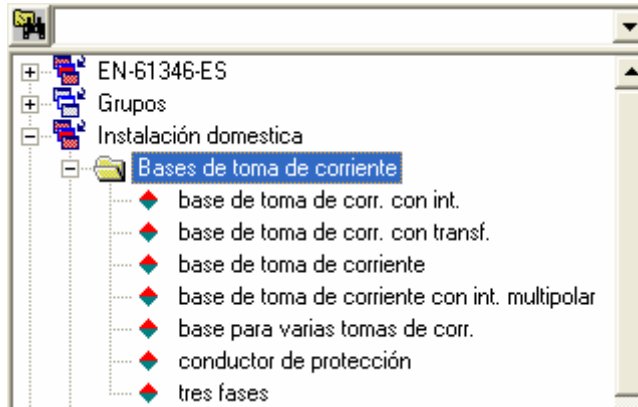 EN-61346-ES
Grupos
Instalación domestica
Bases de toma de corriente
base de toma de corr. con int.
base de toma de corr. con transf.
base de toma de corriente
base de toma de corriente con int. multipolar
base para varias tomas de corr.
conductor de protección
tres fases